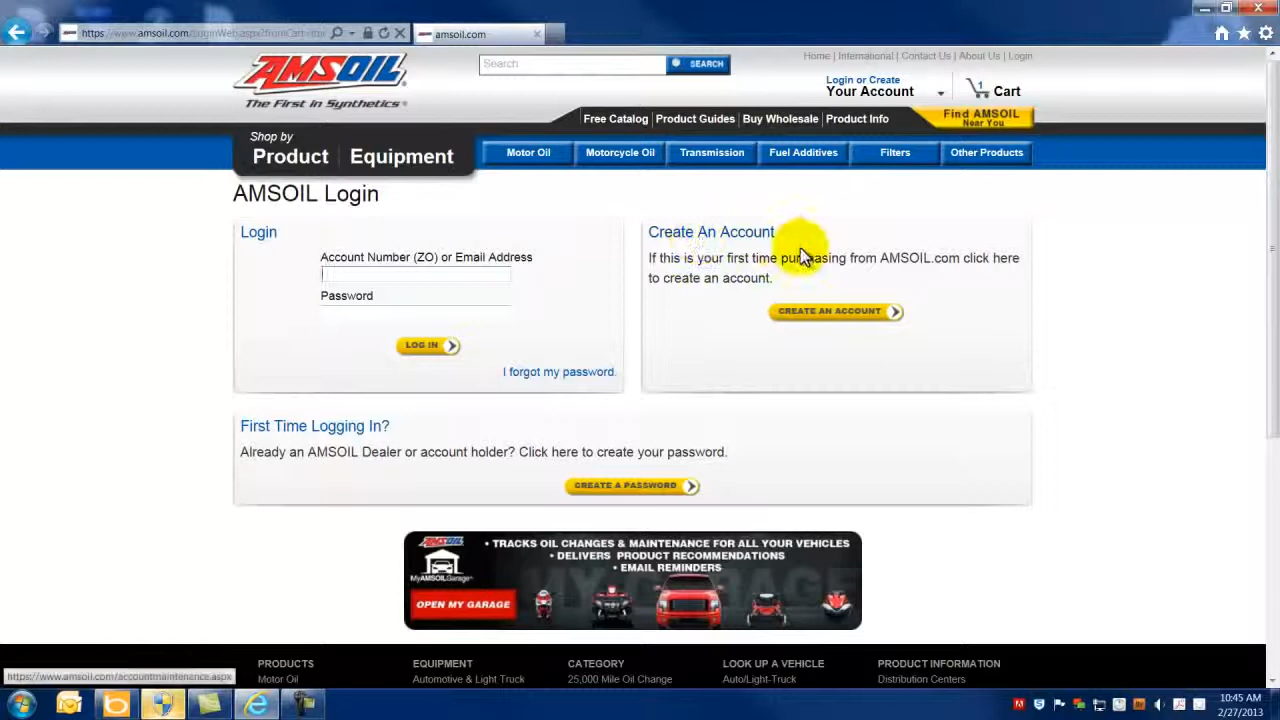 https://www.amsoil.com/LoginWeb.aspx?fromCart=true
amsoil.com
Home | International | Contact Us | About Us | Login
AMSOIL
The First in Synthetics®
Search
SEARCH
Login or Create
Your Account
1
Cart
Free Catalog | Product Guides | Buy Wholesale | Product Info
Find AMSOIL
Near You
Shop by
Product | Equipment
Motor Oil
Motorcycle Oil
Transmission
Fuel Additives
Filters
Other Products
AMSOIL Login
Login
Account Number (ZO) or Email Address
Password
LOG IN
I forgot my password.
Create An Account
If this is your first time purchasing from AMSOIL.com click here
to create an account.
CREATE AN ACCOUNT
First Time Logging In?
Already an AMSOIL Dealer or account holder? Click here to create your password.
CREATE A PASSWORD
AMSOIL
MyAMSOILGarage
OPEN MY GARAGE
• TRACKS OIL CHANGES & MAINTENANCE FOR ALL YOUR VEHICLES
• DELIVERS PRODUCT RECOMMENDATIONS
• EMAIL REMINDERS
MY GARAGE
PRODUCTS
Motor Oil
EQUIPMENT
Automotive & Light Truck
CATEGORY
25,000 Mile Oil Change
LOOK UP A VEHICLE
Auto/Light-Truck
PRODUCT INFORMATION
Distribution Centers
https://www.amsoil.com/accountmaintenance.aspx
10:45 AM
2/27/2013